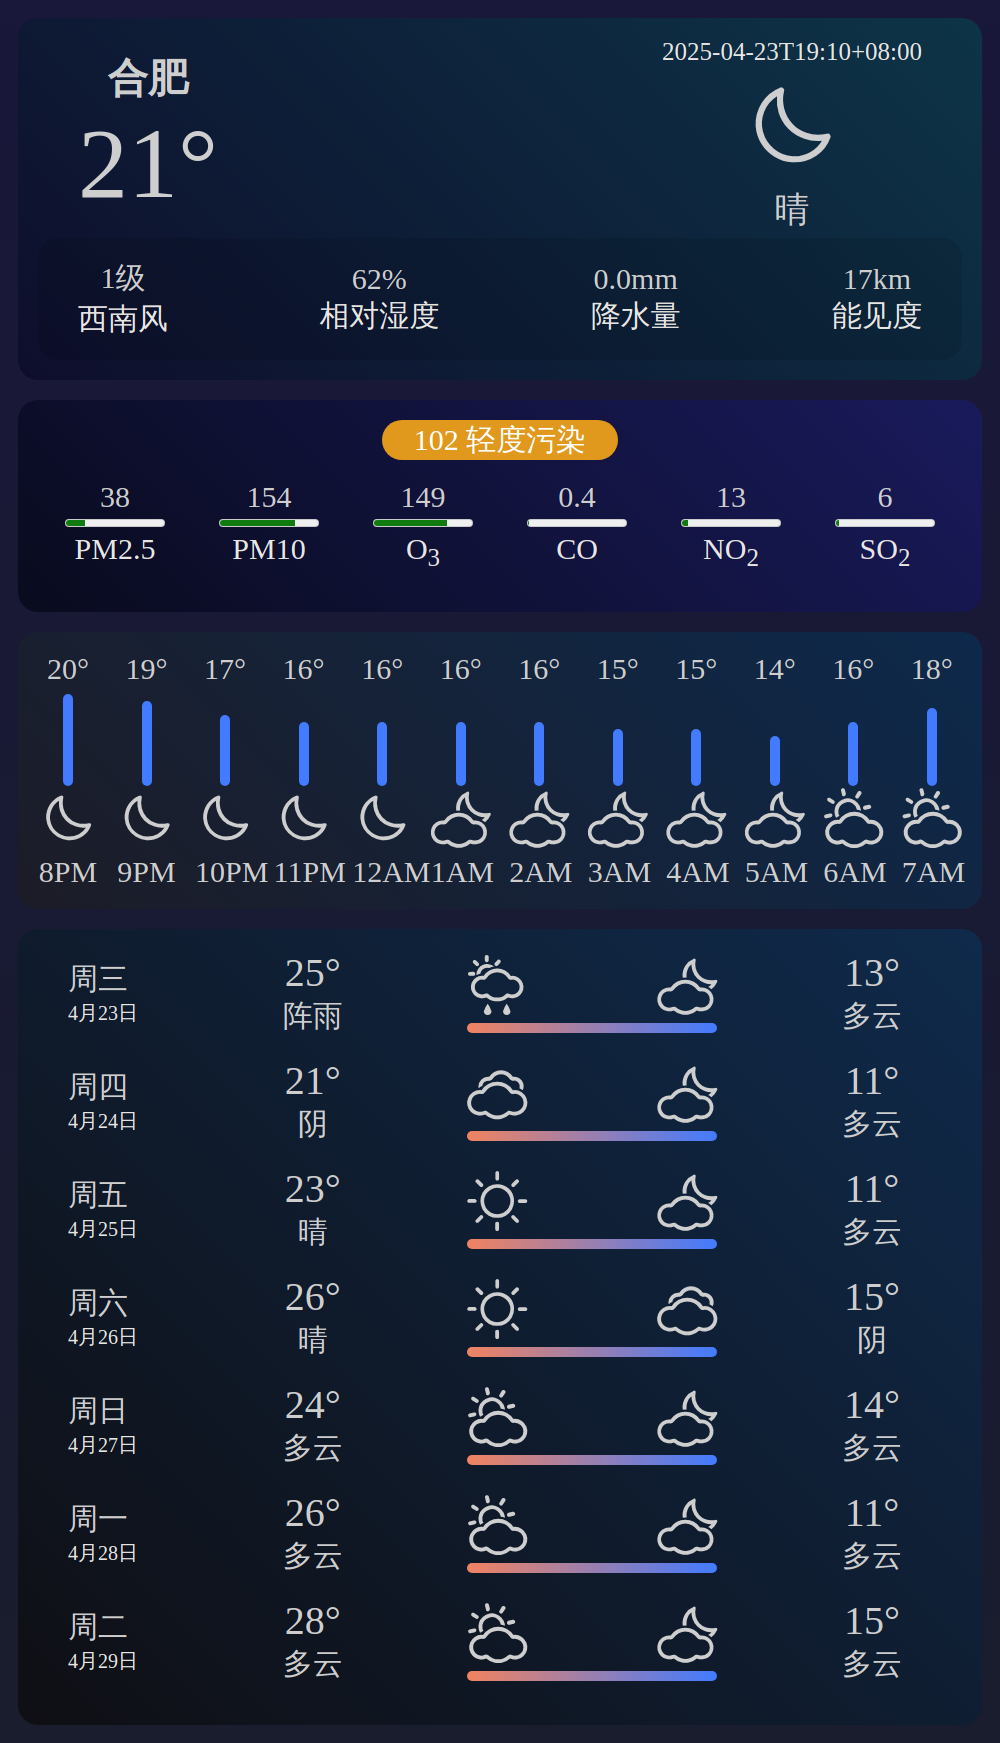 合肥
21°
2025-04-23T19:10+08:00
晴
1级 62% 0.0mm 17km
西南风 相对湿度 降水量 能见度
102 轻度污染
38 154 149 0.4 13 6
PM2.5 PM10 O3 CO NO2 SO2
20° 19° 17° 16° 16° 16° 16° 15° 15° 14° 16° 18°
8PM 9PM 10PM 11PM 12AM 1AM 2AM 3AM 4AM 5AM 6AM 7AM
周三 25° 13°
4月23日 阵雨 多云
周四 21° 11°
4月24日 阴 多云
周五 23° 11°
4月25日 晴 多云
周六 26° 15°
4月26日 晴 阴
周日 24° 14°
4月27日 多云 多云
周一 26° 11°
4月28日 多云 多云
周二 28° 15°
4月29日 多云 多云